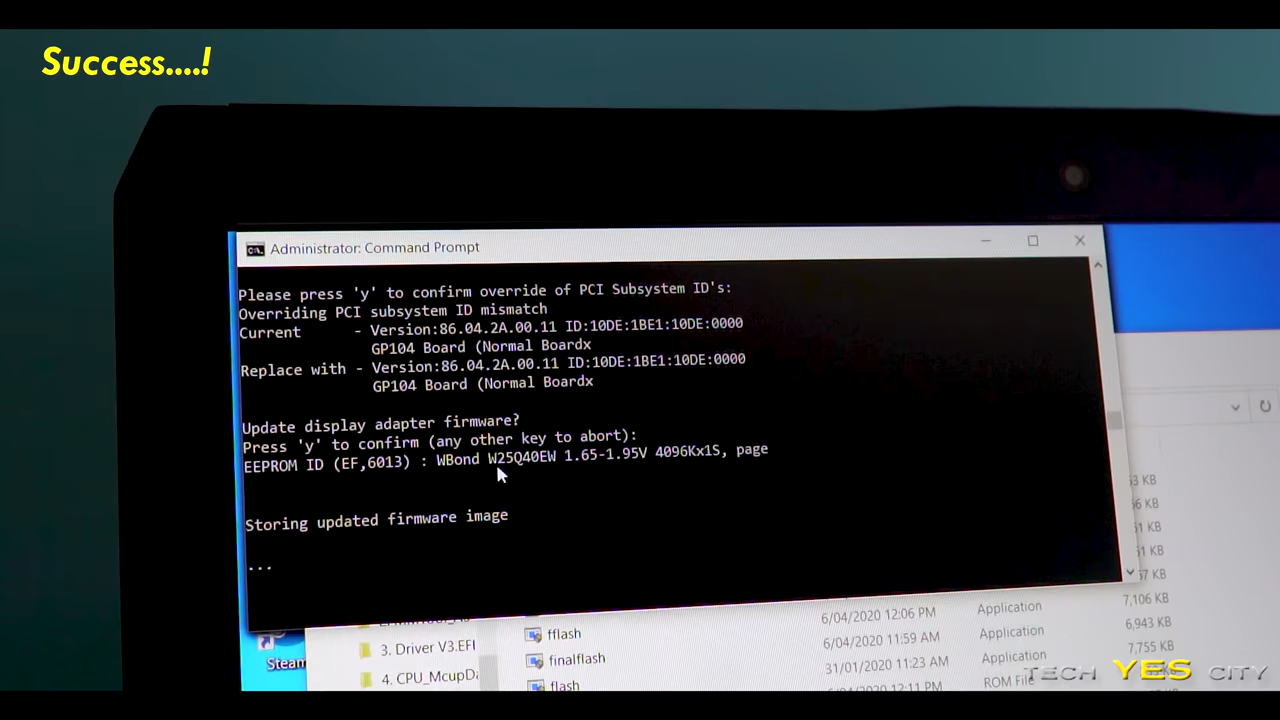 Success....!
Administrator: Command Prompt
Please press 'y' to confirm override of PCI Subsystem ID's:
Overriding PCI subsystem ID mismatch
Current - Version:86.04.2A.00.11 ID:10DE:1BE1:10DE:0000
GP104 Board (Normal Boardx
Replace with - Version:86.04.2A.00.11 ID:10DE:1BE1:10DE:0000
GP104 Board (Normal Boardx
Update display adapter firmware?
Press 'y' to confirm (any other key to abort):
EEPROM ID (EF,6013) : WBond W25Q40EW 1.65-1.95V 4096Kx1S, page
Storing updated firmware image
...
Steam
3. Driver V3.EFI
4. CPU_McupDa
fflash
finalflash
flash
6/04/2020 12:06 PM Application 7,106 KB
6/04/2020 11:59 AM Application 6,943 KB
31/01/2020 11:23 AM Application 7,755 KB
6/04/2020 12:11 PM ROM File
TECH YES CITY